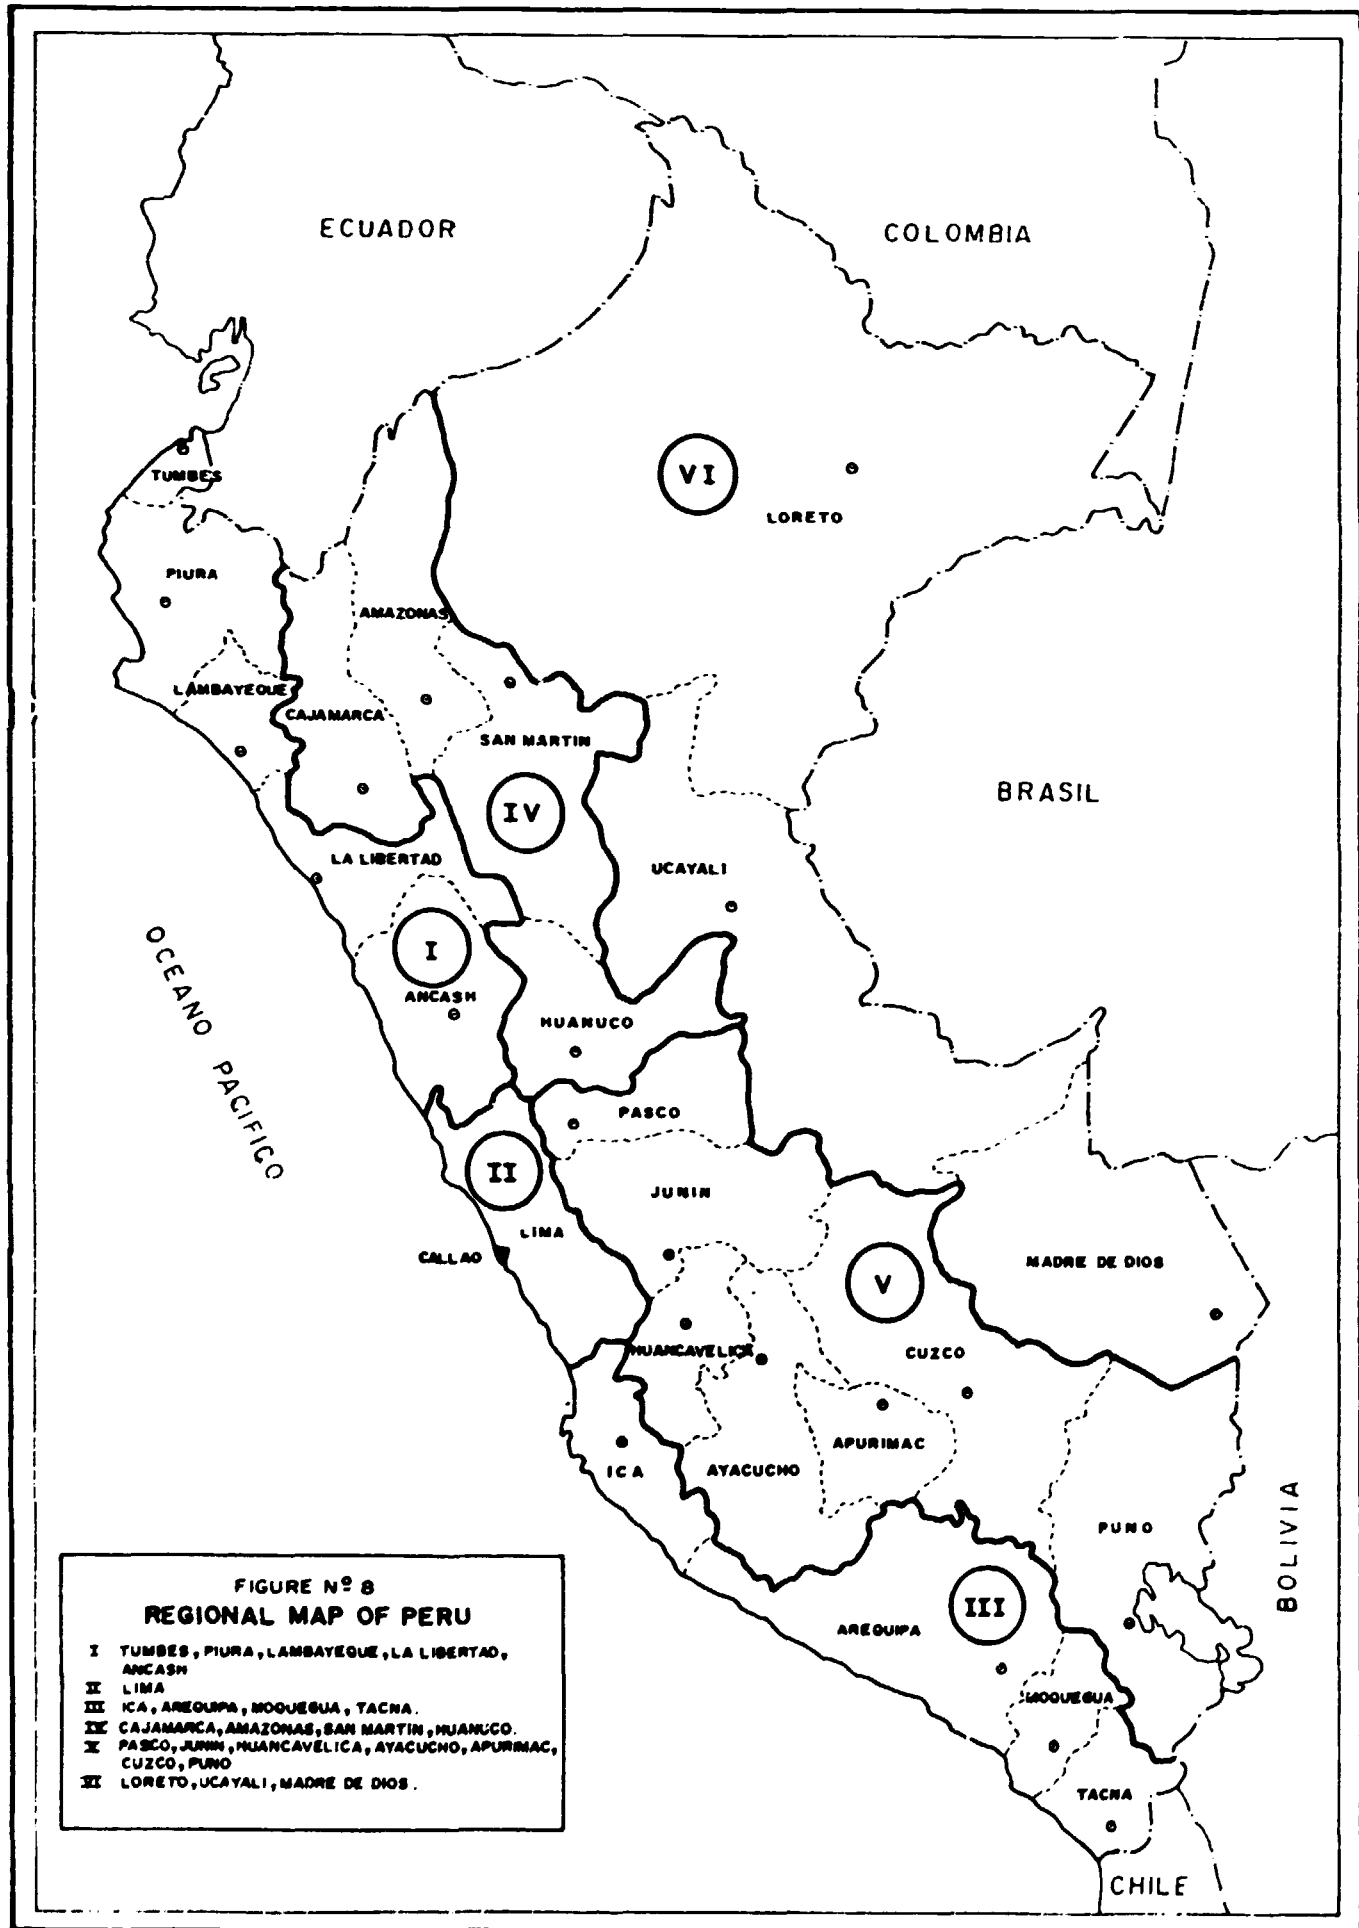 ECUADOR
COLOMBIA
TUMBES
VI
LORETO
PIURA
AMAZONAS
LAMBAYEQUE
CAJAMARCA
SAN MARTIN
BRASIL
IV
LA LIBERTAD
UCAYALI
I
ANCASH
OCEANO PACIFICO
HUANUCO
PASCO
II
JUNIN
LIMA
CALLAO
V
MADRE DE DIOS
HUANCAVELICA
CUZCO
APURIMAC
ICA
AYACUCHO
PUNO
BOLIVIA
III
AREQUIPA
MOQUEGUA
TACNA
CHILE
FIGURE Nº 8
REGIONAL MAP OF PERU
I TUMBES, PIURA, LAMBAYEQUE, LA LIBERTAD,
ANCASH
II LIMA
III ICA, AREQUIPA, MOQUEGUA, TACNA.
IV CAJAMARCA, AMAZONAS, SAN MARTIN, HUANUCO.
V PASCO, JUNIN, HUANCAVELICA, AYACUCHO, APURIMAC,
CUZCO, PUNO
VI LORETO, UCAYALI, MADRE DE DIOS.